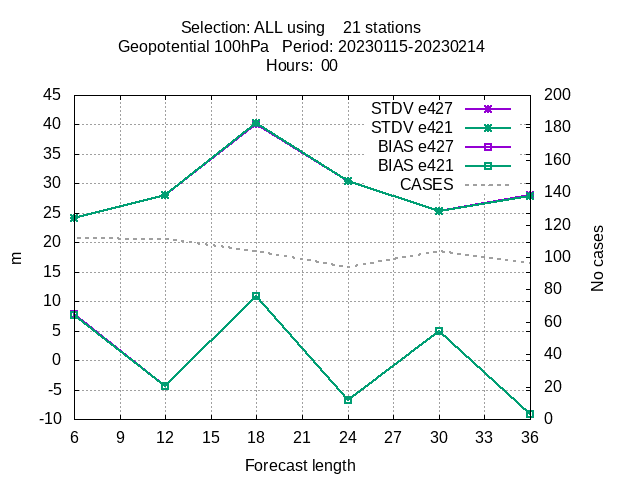 Selection: ALL using    21 stations
Geopotential 100hPa   Period: 20230115-20230214
Hours:  00
45
40
35
30
25
20
15
10
5
0
-5
-10
m
STDV e427
STDV e421
BIAS e427
BIAS e421
CASES
200
180
160
140
120
100
80
60
40
20
0
No cases
6 9 12 15 18 21 24 27 30 33 36
Forecast length